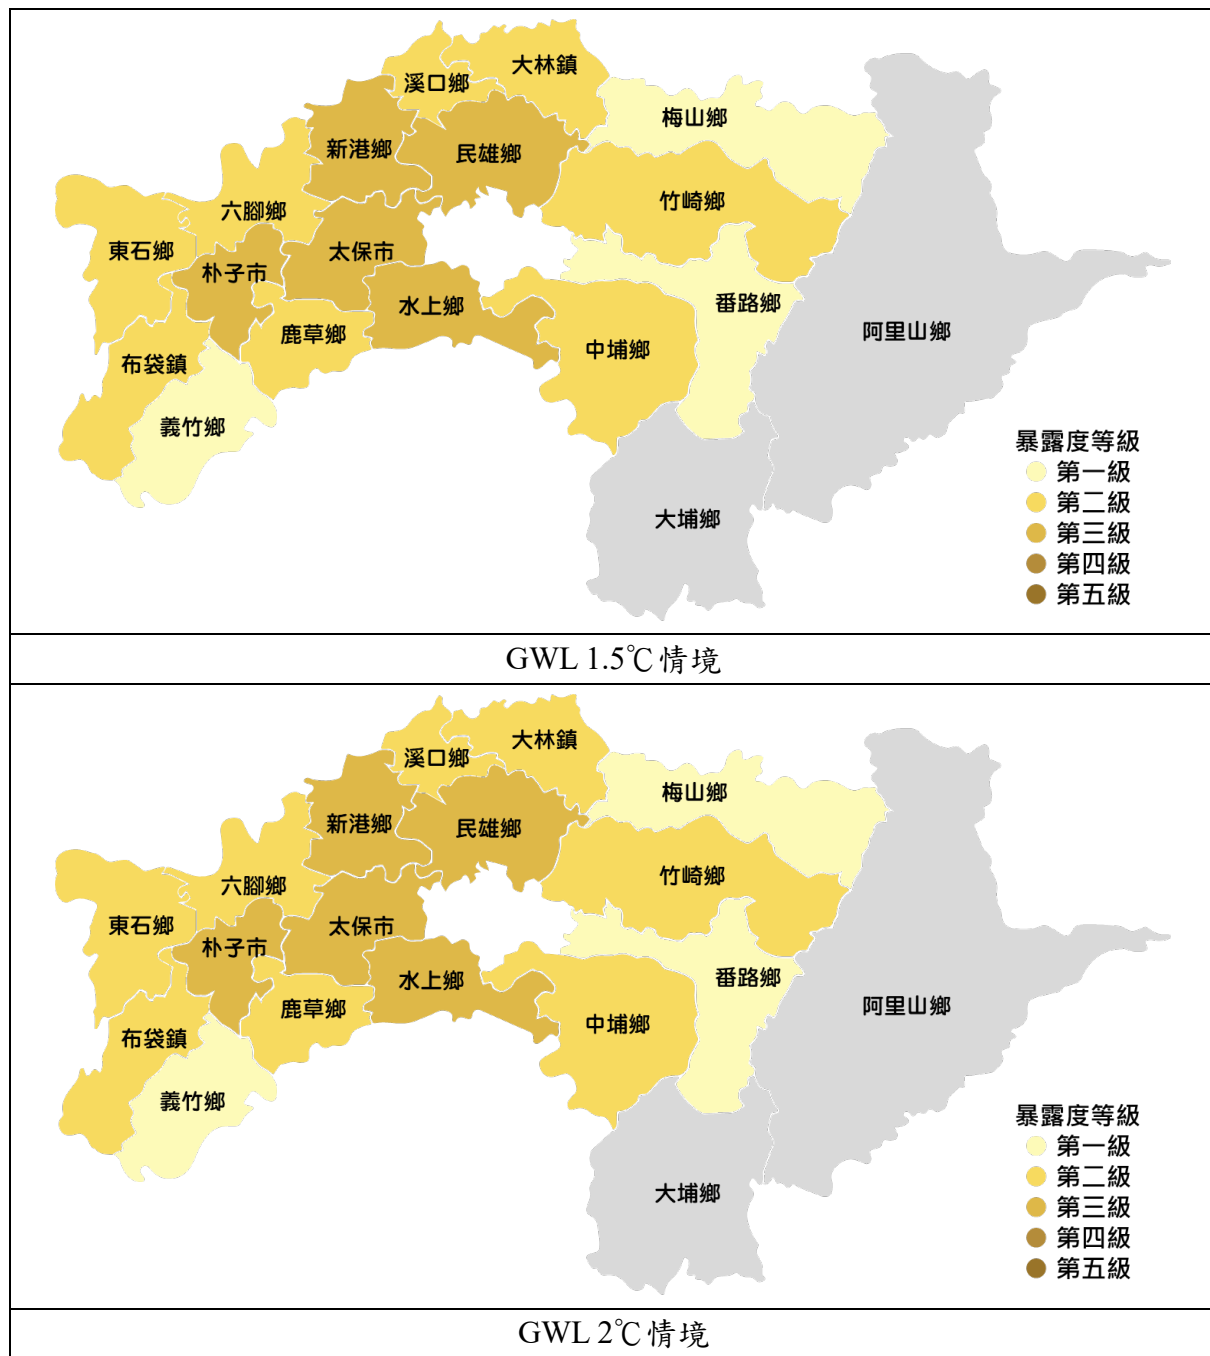 大林鎮
溪口鄉
梅山鄉
新港鄉
民雄鄉
竹崎鄉
六腳鄉
東石鄉
太保市
朴子市
水上鄉
番路鄉
鹿草鄉
阿里山鄉
中埔鄉
布袋鎮
義竹鄉
大埔鄉
暴露度等級
第一級
第二級
第三級
第四級
第五級
GWL 1.5℃情境
大林鎮
溪口鄉
梅山鄉
新港鄉
民雄鄉
竹崎鄉
六腳鄉
東石鄉
太保市
朴子市
水上鄉
番路鄉
鹿草鄉
阿里山鄉
中埔鄉
布袋鎮
義竹鄉
大埔鄉
暴露度等級
第一級
第二級
第三級
第四級
第五級
GWL 2℃情境